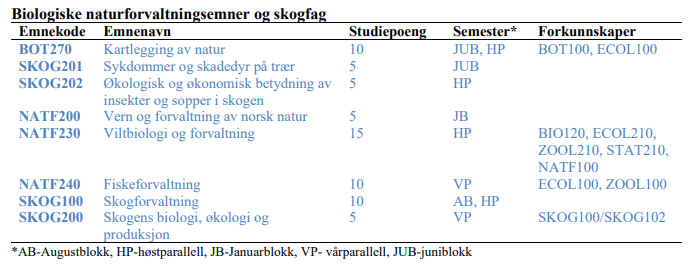 Biologiske naturforvaltningsemner og skogfag
Emnekode Emnenavn Studiepoeng Semester* Forkunnskaper
BOT270 Kartlegging av natur 10 JUB, HP BOT100, ECOL100
SKOG201 Sykdommer og skadedyr på trær 5 JUB
SKOG202 Økologisk og økonomisk betydning av 5 HP
insekter og sopper i skogen
NATF200 Vern og forvaltning av norsk natur 5 JB
NATF230 Viltbiologi og forvaltning 15 HP BIO120, ECOL210,
ZOOL210, STAT210,
NATF100
NATF240 Fiskeforvaltning 10 VP ECOL100, ZOOL100
SKOG100 Skogforvaltning 10 AB, HP
SKOG200 Skogens biologi, økologi og 5 VP SKOG100/SKOG102
produksjon
*AB-Augustblokk, HP-høstparallell, JB-Januarblokk, VP- vårparallell, JUB-juniblokk